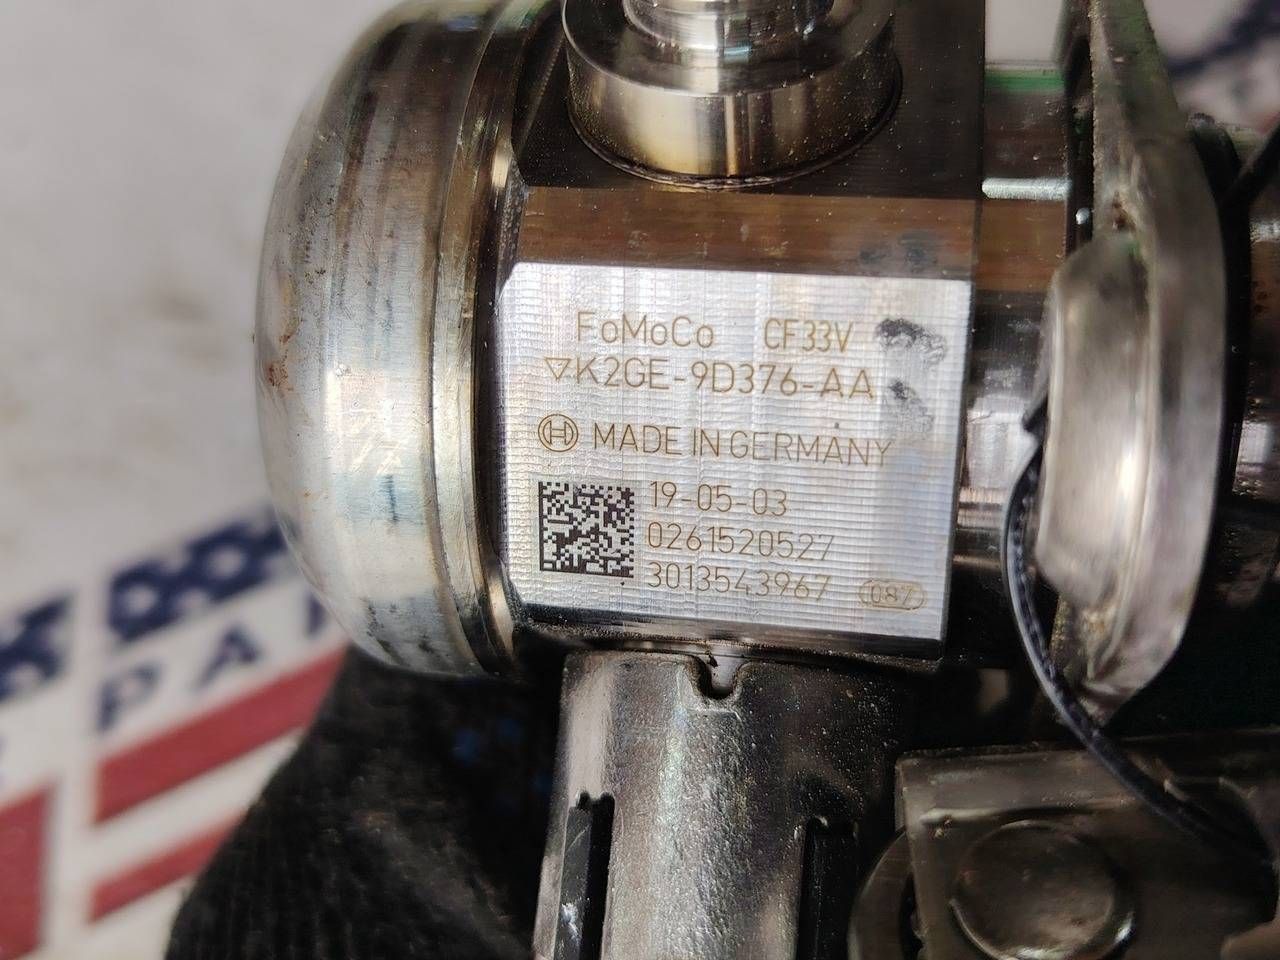 FoMoCo CF33V
▽K2GE-9D376-AA
MADE IN GERMANY
19-05-03
0261520527
3013543967 087